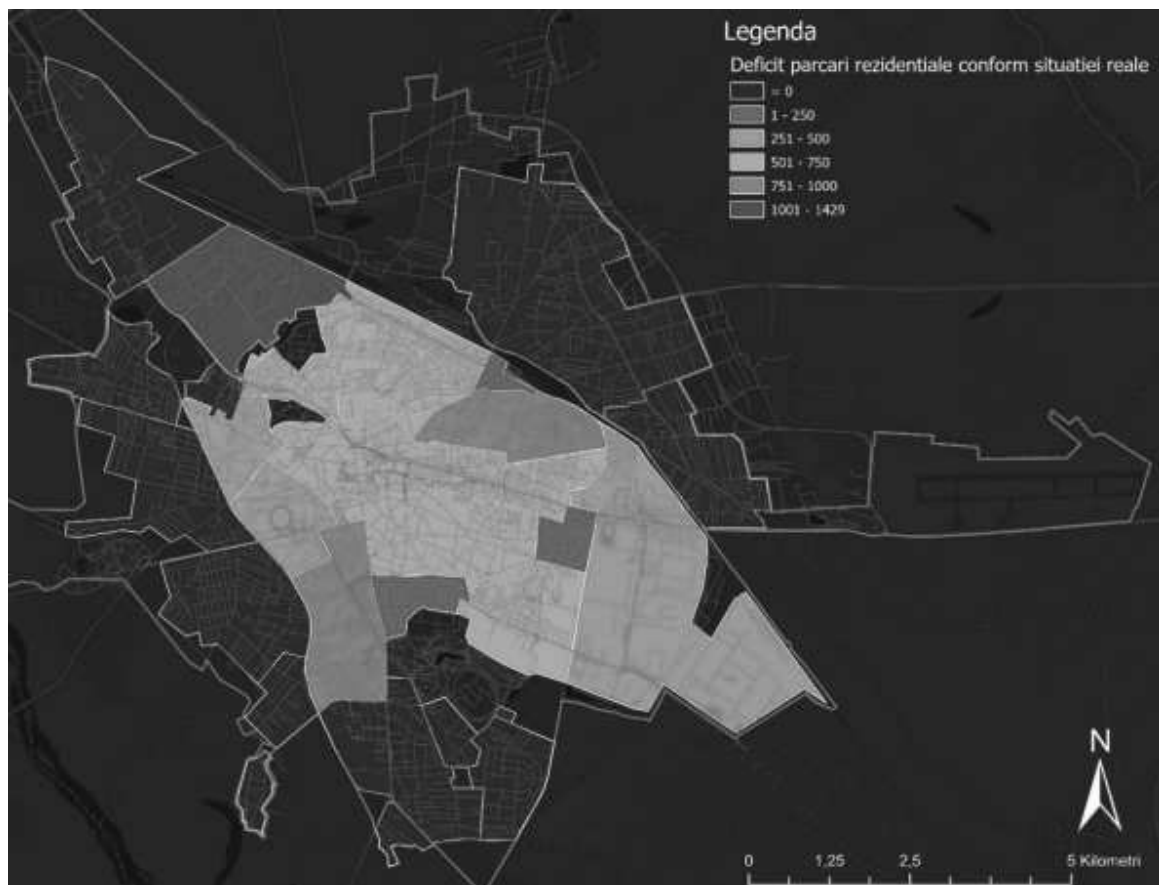 Legenda
Deficit parcari rezidentiale conform situatiei reale
= 0
1 - 250
251 - 500
501 - 750
751 - 1000
1001 - 1429
N
0 1,25 2,5 5 Kilometri